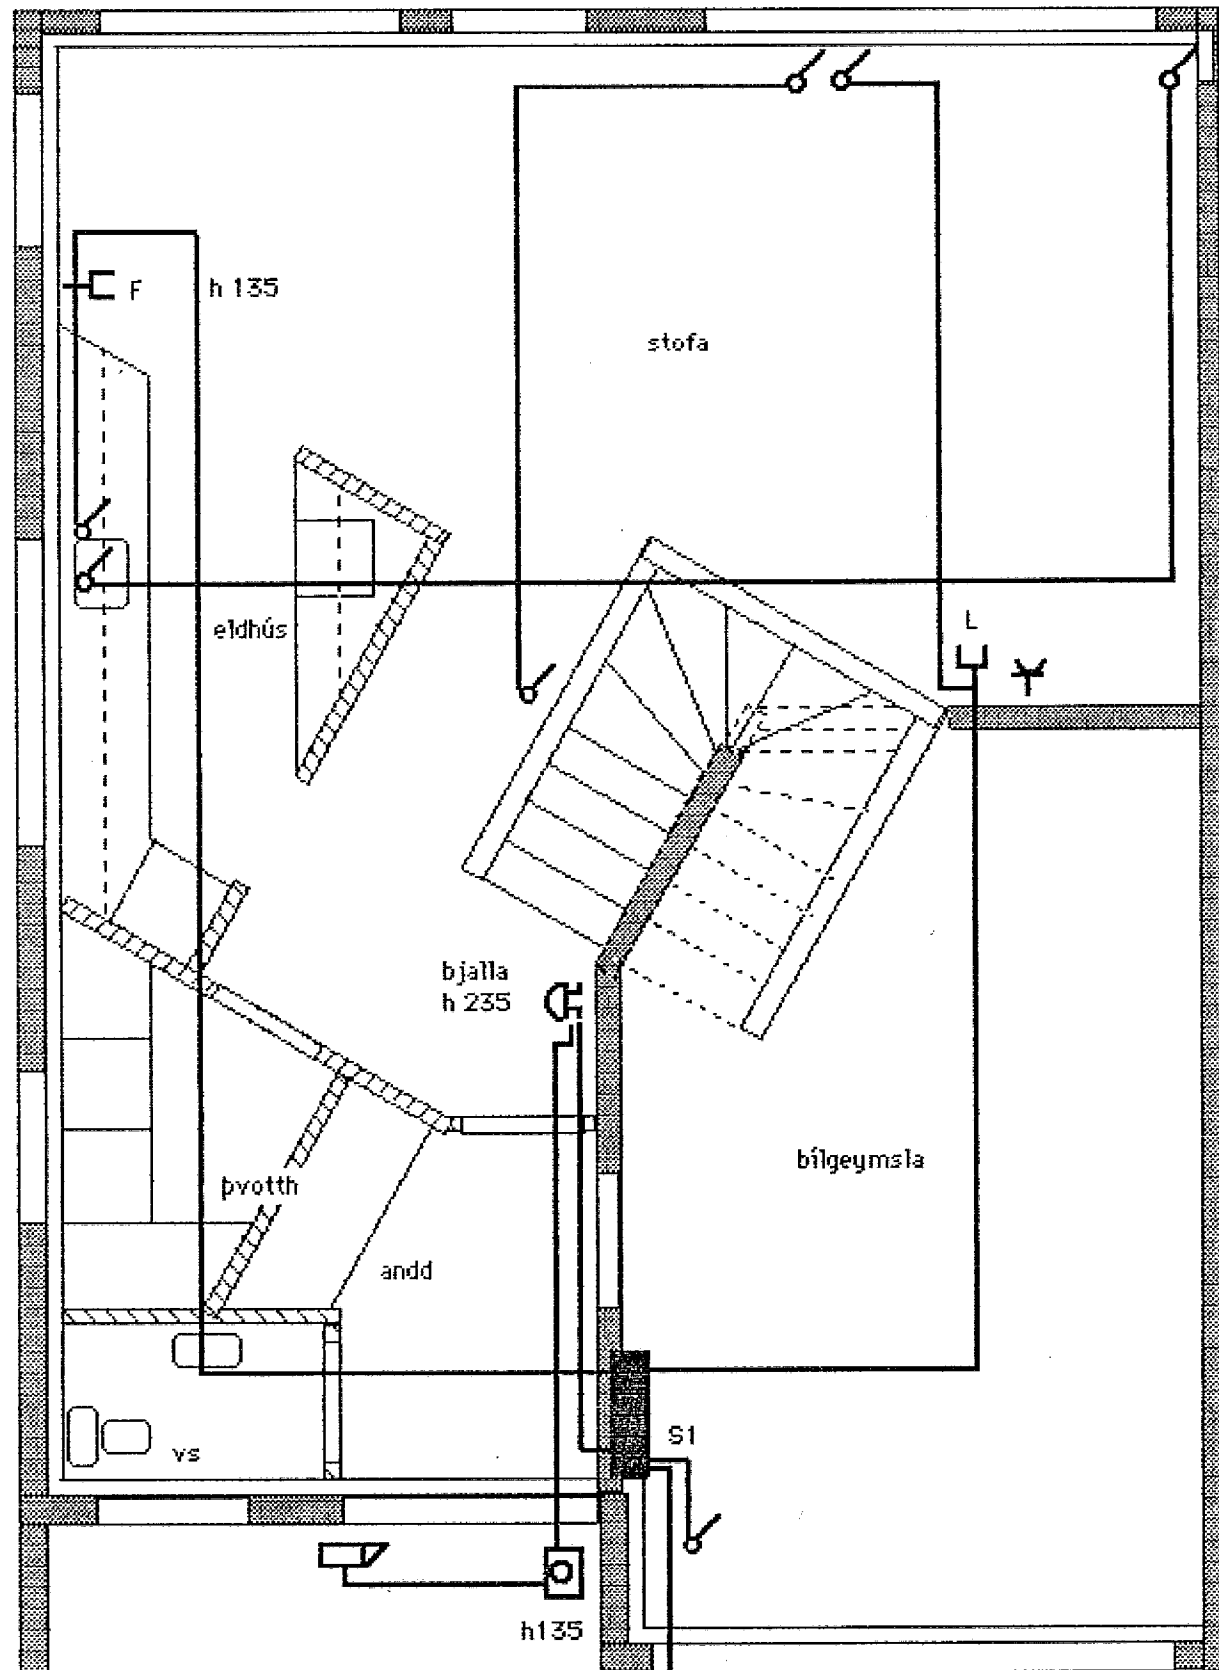 F
h 135
stofa
eldhús
L
bjalla
h 235
bílgeymsla
þvotth
andd
S1
vs
h135